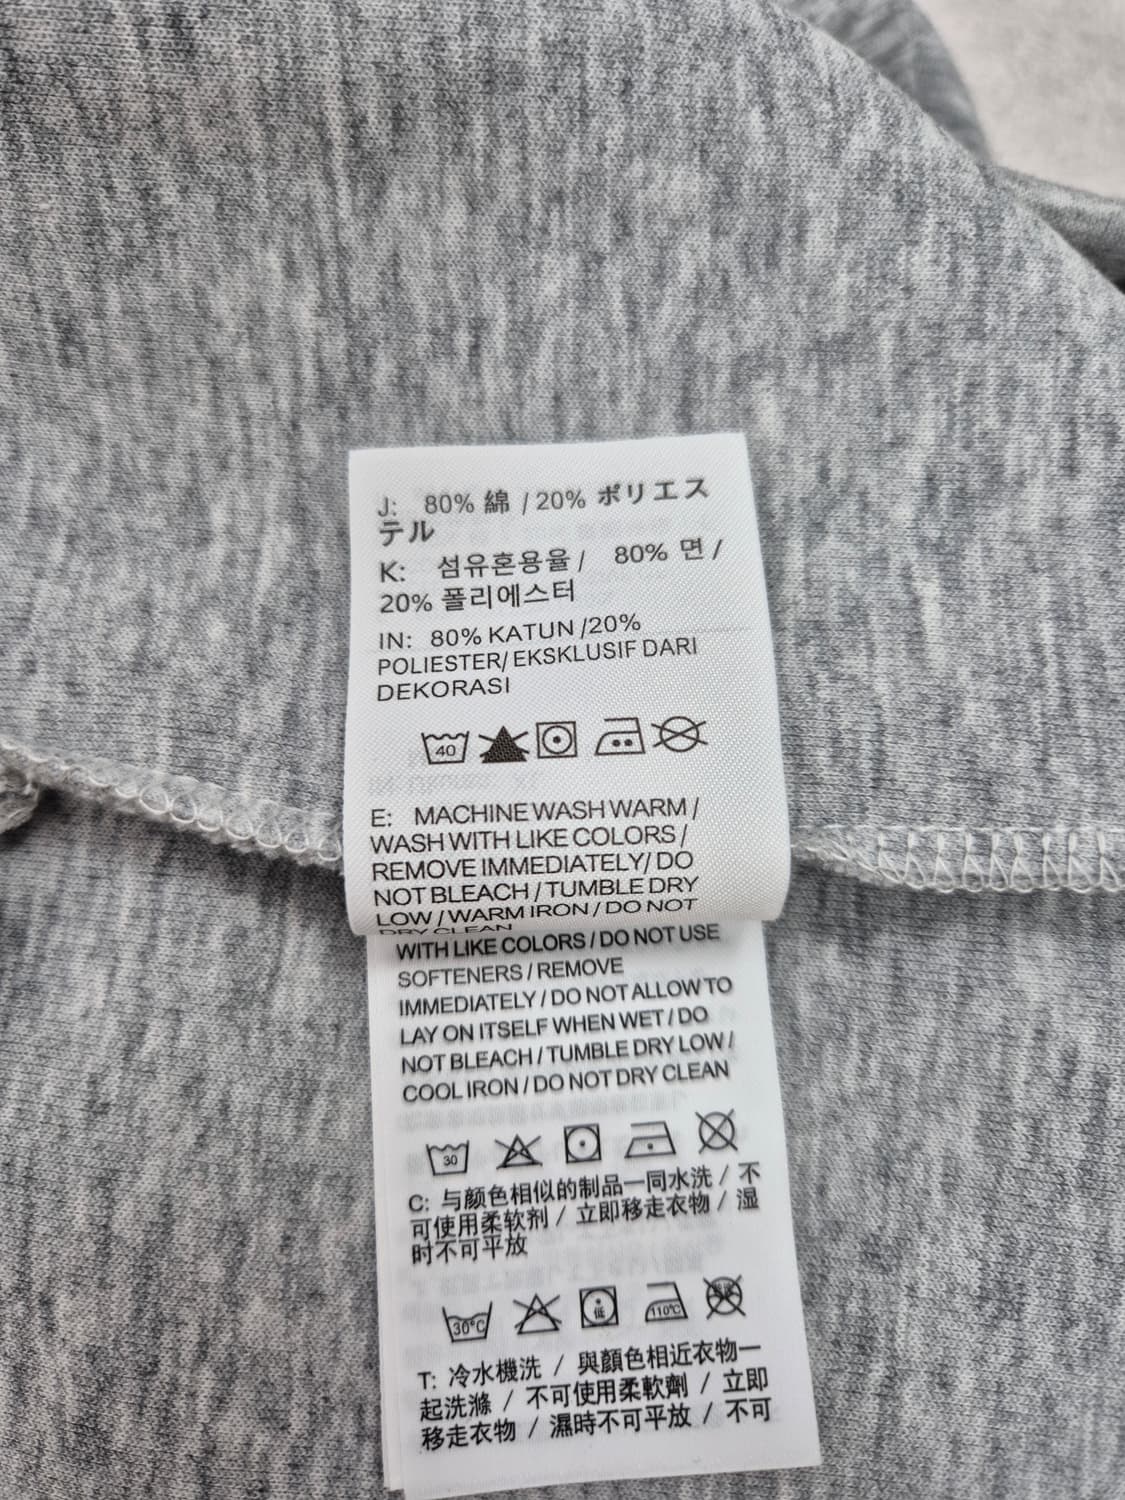 J: 80% 綿 / 20% ポリエス
テル
K: 섬유혼용율 / 80% 면 /
20% 폴리에스터
IN: 80% KATUN /20%
POLIESTER/ EKSKLUSIF DARI
DEKORASI
40
E: MACHINE WASH WARM /
WASH WITH LIKE COLORS /
REMOVE IMMEDIATELY/ DO
NOT BLEACH / TUMBLE DRY
LOW / WARM IRON / DO NOT
DRY CLEAN
WITH LIKE COLORS / DO NOT USE
SOFTENERS / REMOVE
IMMEDIATELY / DO NOT ALLOW TO
LAY ON ITSELF WHEN WET / DO
NOT BLEACH / TUMBLE DRY LOW /
COOL IRON / DO NOT DRY CLEAN
30
C: 与颜色相似的制品一同水洗 / 不
可使用柔软剂 / 立即移走衣物 / 湿
时不可平放
30°C 低 110°C
T: 冷水機洗 / 與顏色相近衣物一
起洗滌 / 不可使用柔軟劑 / 立即
移走衣物 / 濕時不可平放 / 不可